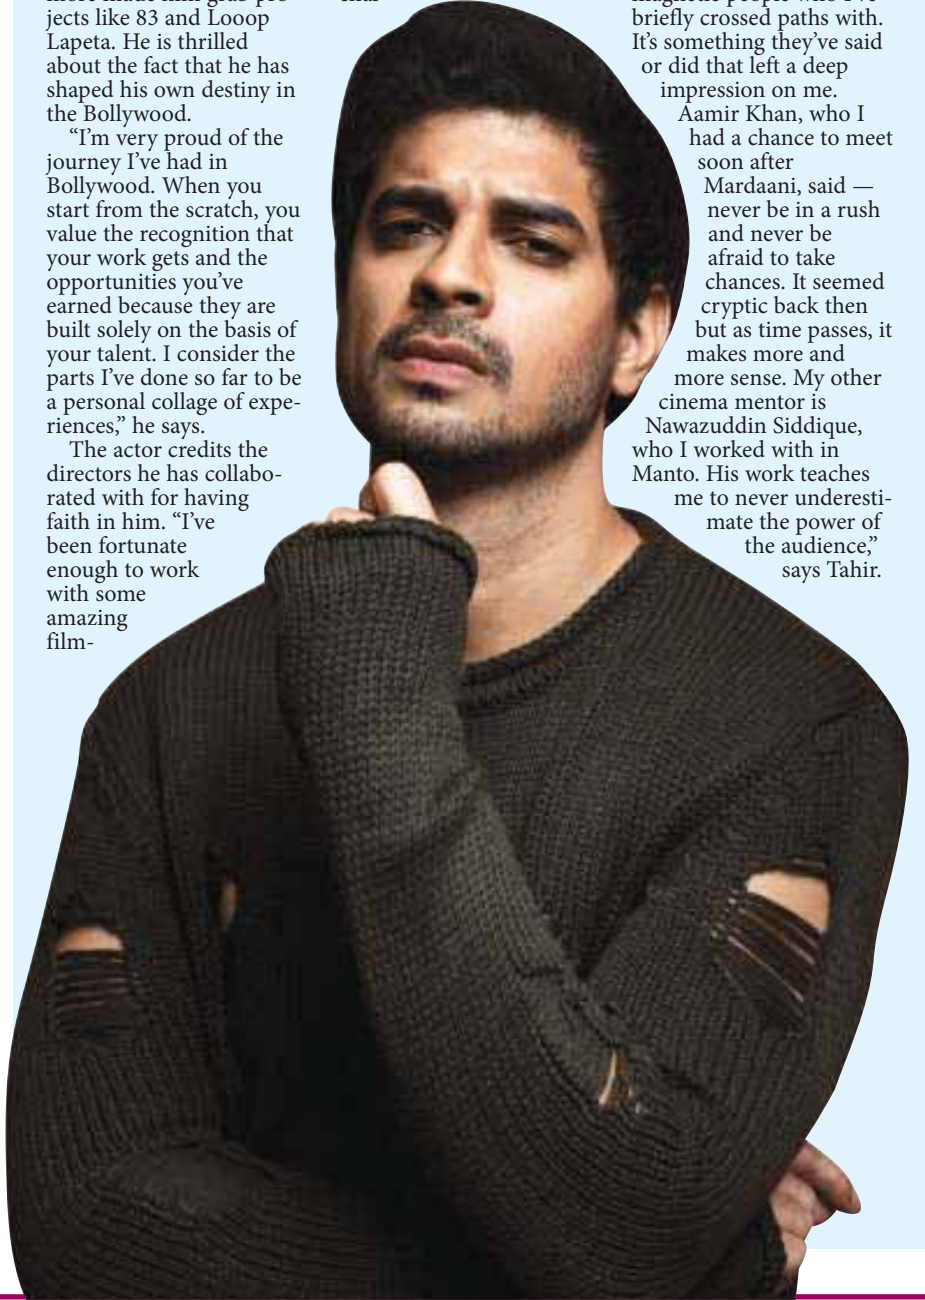 jects like 83 and Looop
Lapeta. He is thrilled
about the fact that he has
shaped his own destiny in
the Bollywood.
“I’m very proud of the
journey I’ve had in
Bollywood. When you
start from the scratch, you
value the recognition that
your work gets and the
opportunities you’ve
earned because they are
built solely on the basis of
your talent. I consider the
parts I’ve done so far to be
a personal collage of expe-
riences,” he says.
The actor credits the
directors he has collabo-
rated with for having
faith in him. “I’ve
been fortunate
enough to work
with some
amazing
film-
briefly crossed paths with.
It’s something they’ve said
or did that left a deep
impression on me.
Aamir Khan, who I
had a chance to meet
soon after
Mardaani, said —
never be in a rush
and never be
afraid to take
chances. It seemed
cryptic back then
but as time passes, it
makes more and
more sense. My other
cinema mentor is
Nawazuddin Siddique,
who I worked with in
Manto. His work teaches
me to never underesti-
mate the power of
the audience,”
says Tahir.